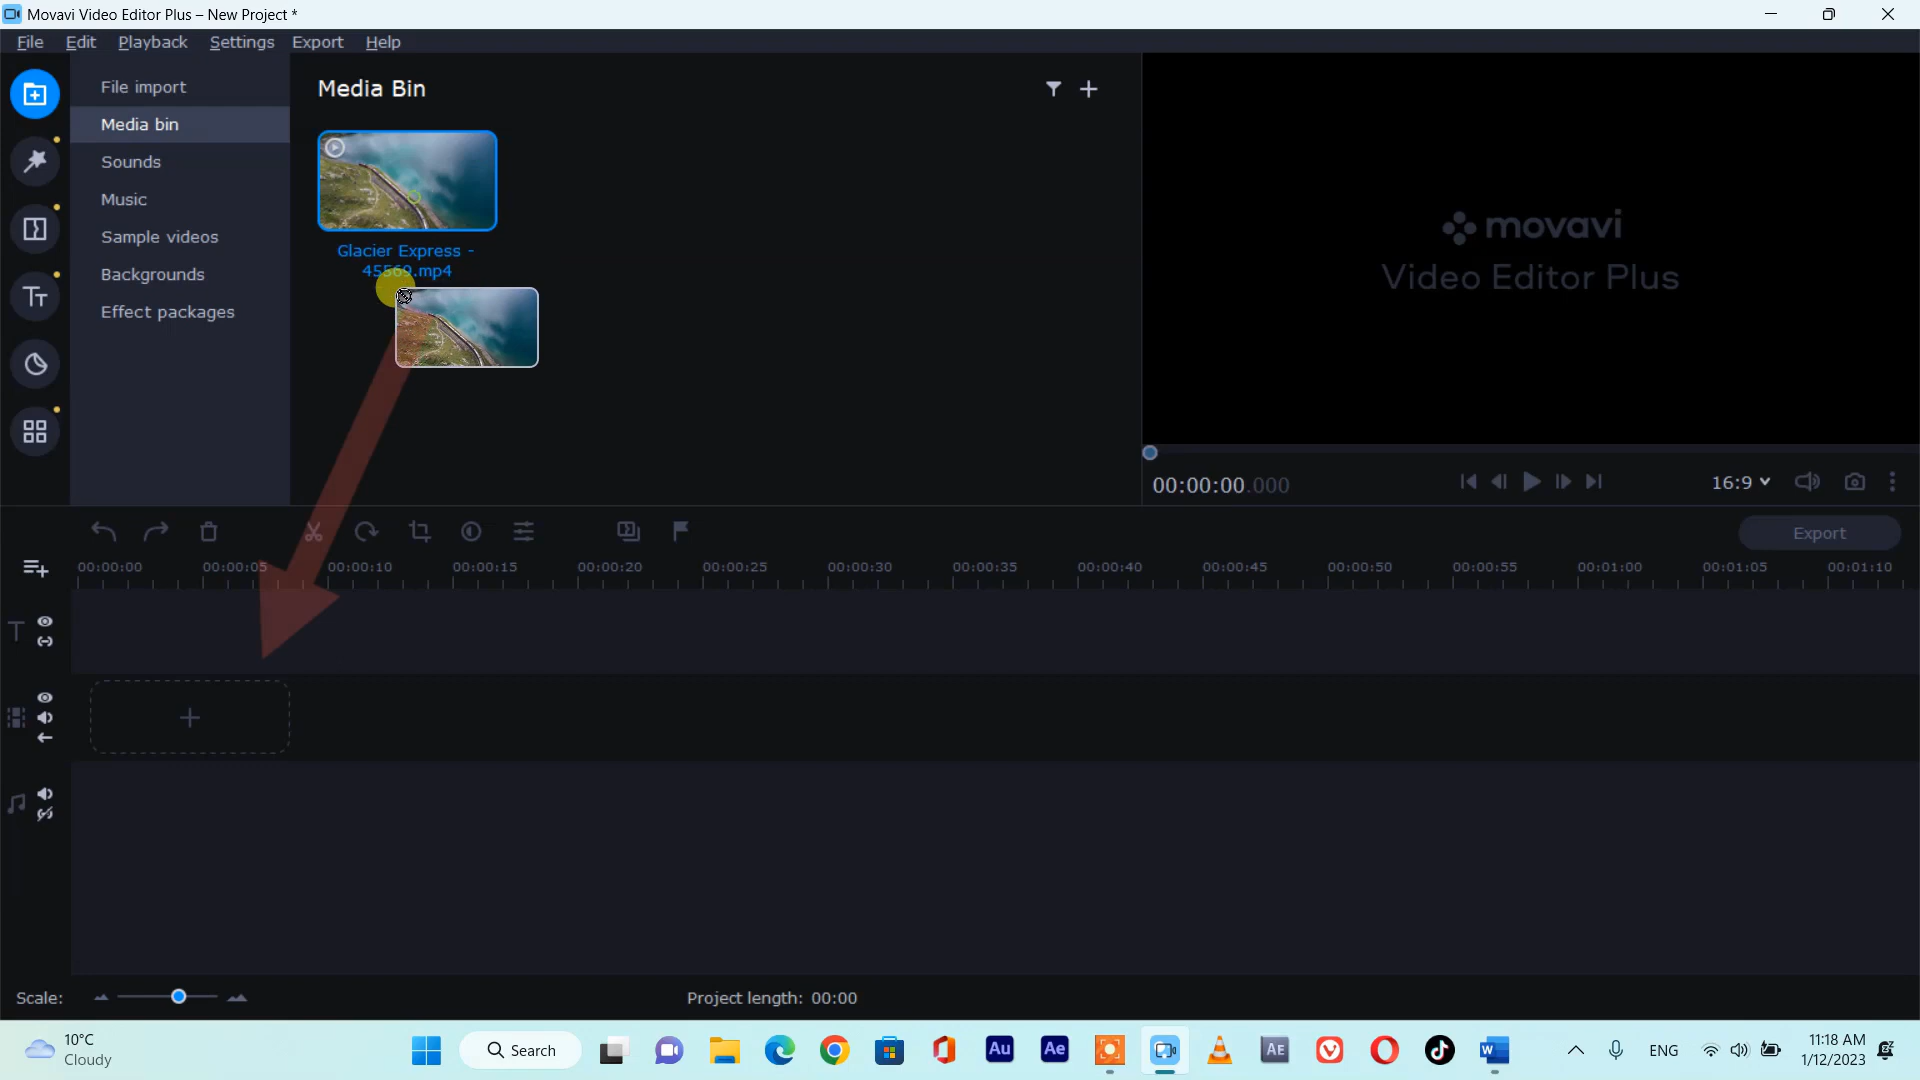 Movavi Video Editor Plus – New Project *
File Edit Playback Settings Export Help
File import
Media bin
Sounds
Music
Sample videos
Backgrounds
Effect packages
Media Bin
Glacier Express -
45569.mp4
movavi
Video Editor Plus
00:00:00.000
16:9
Export
00:00:00 00:00:05 00:00:10 00:00:15 00:00:20 00:00:25 00:00:30 00:00:35 00:00:40 00:00:45 00:00:50 00:00:55 00:01:00 00:01:05 00:01:10
Scale:
Project length: 00:00
10°C
Cloudy
Search
Au
Ae
AE
ENG
11:18 AM
1/12/2023